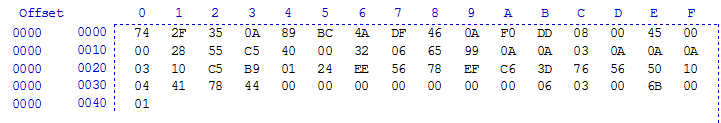 Offset 0 1 2 3 4 5 6 7 8 9 A B C D E F
0000 0000 74 2F 35 0A 89 BC 4A DF 46 0A F0 DD 08 00 45 00
0000 0010 00 28 55 C5 40 00 32 06 65 99 0A 0A 03 0A 0A 0A
0000 0020 03 10 C5 B9 01 24 EE 56 78 EF C6 3D 76 56 50 10
0000 0030 04 41 78 44 00 00 00 00 00 00 00 06 03 00 6B 00
0000 0040 01